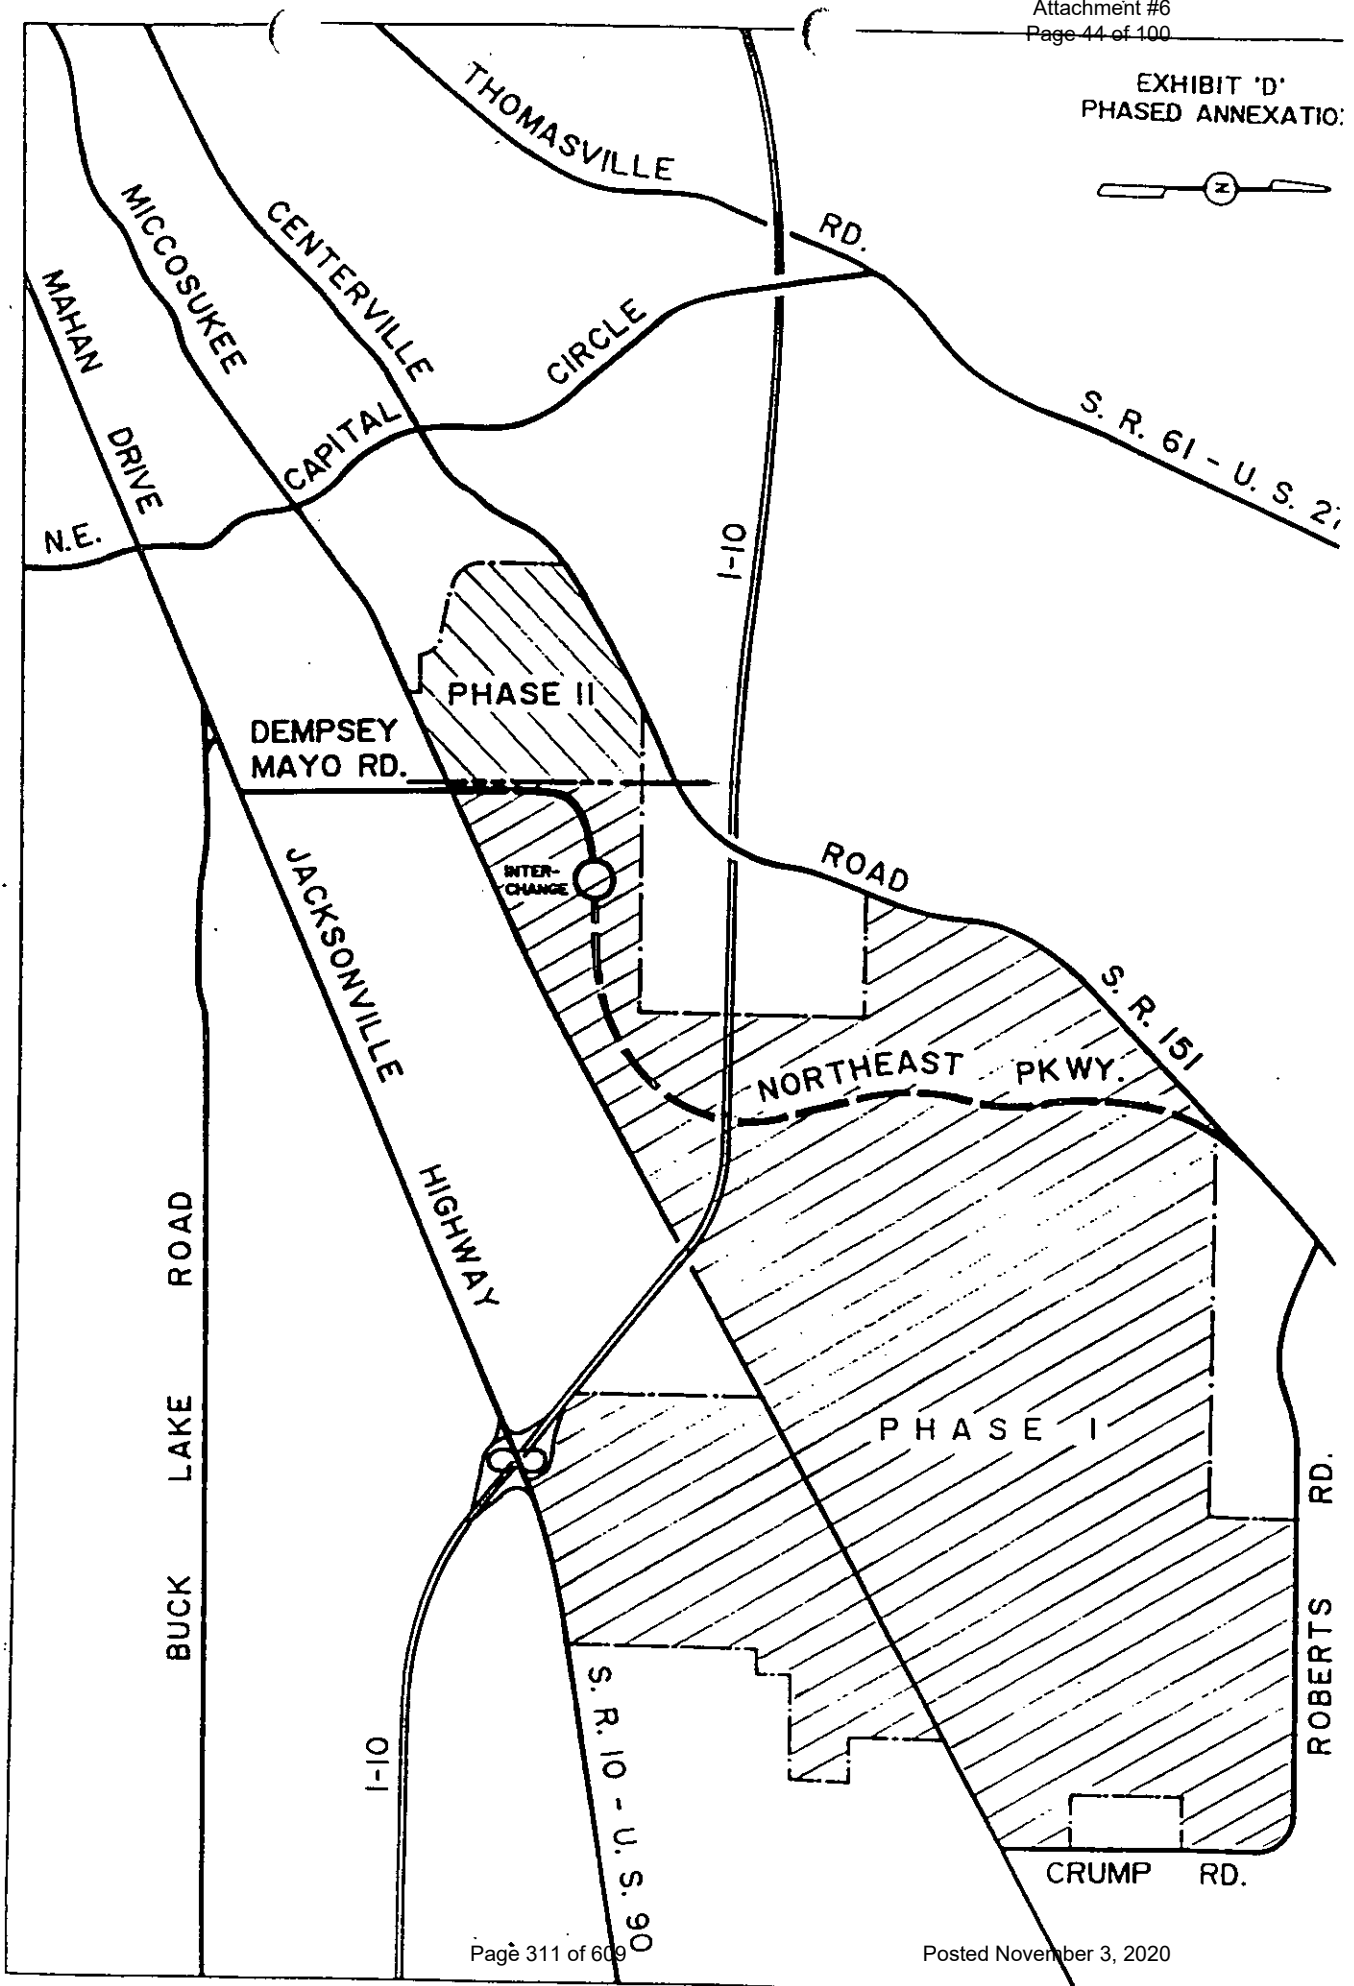 Attachment #6
Page 44 of 100
EXHIBIT 'D'
PHASED ANNEXATIO
N
THOMASVILLE
RD.
MICCOSUKEE
CENTERVILLE
MAHAN
DRIVE
CIRCLE
CAPITAL
N.E.
S. R. 61 - U. S. 2
I-10
PHASE II
DEMPSEY
MAYO RD.
INTER-
CHANGE
ROAD
JACKSONVILLE
HIGHWAY
S. R. 151
NORTHEAST PKWY.
BUCK LAKE ROAD
PHASE I
ROBERTS RD.
I-10
S. R. 10 - U. S. 90
CRUMP RD.
Page 311 of 609
Posted November 3, 2020